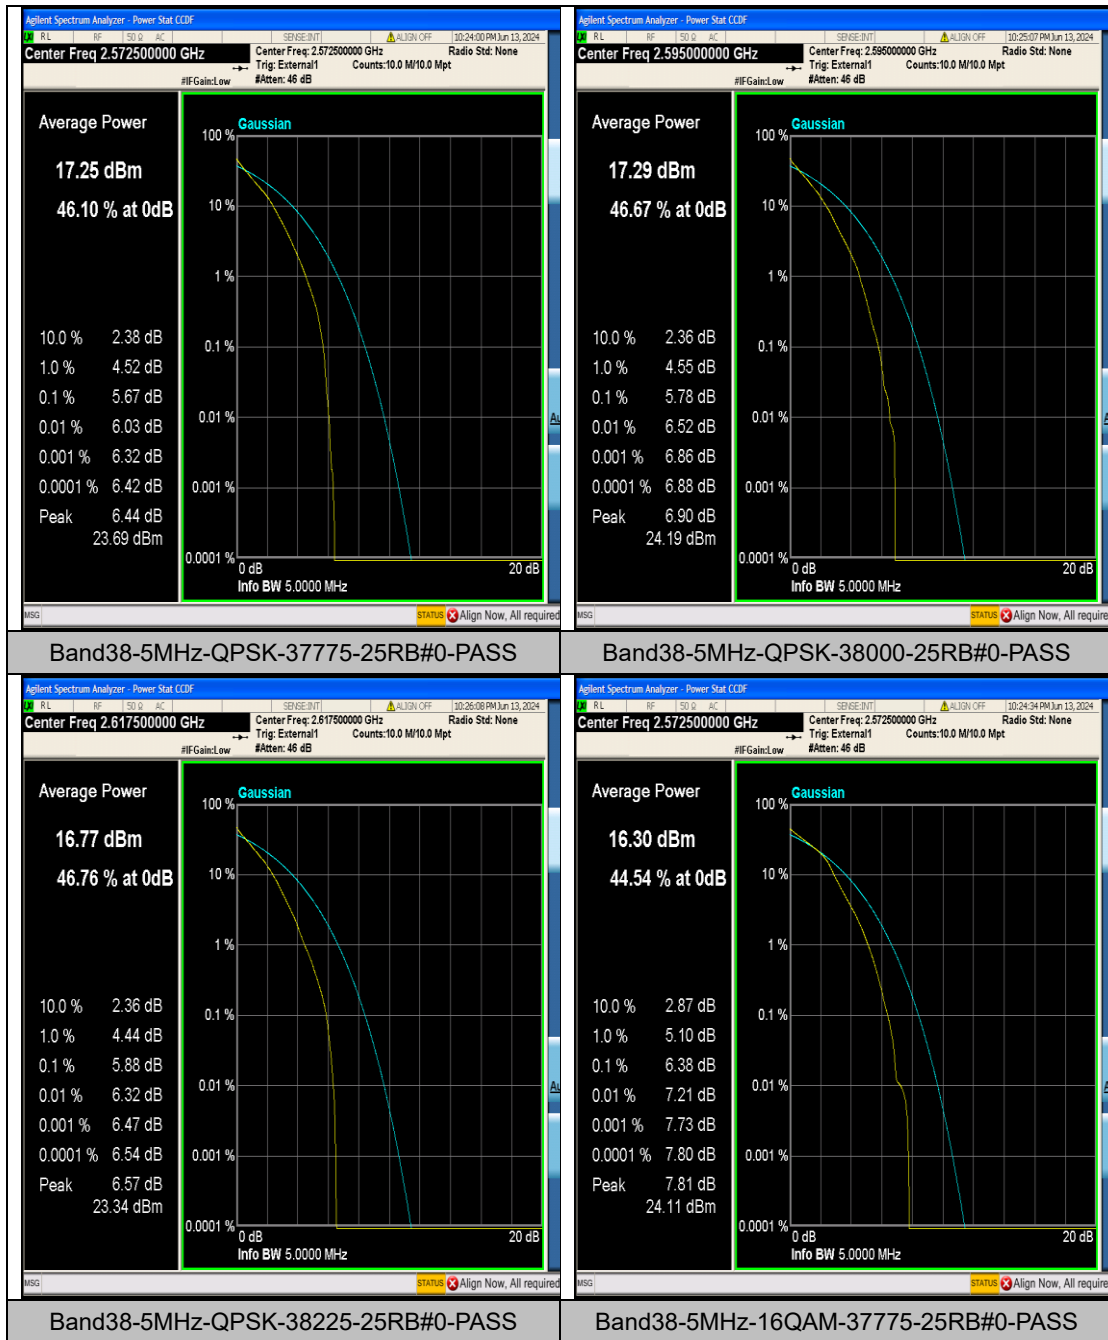 Agilent Spectrum Analyzer - Power Stat CCDF
RL RF 50 Ω AC SENSE:INT ALIGN OFF 10:24:00 PM Jun 13, 2024
Center Freq 2.572500000 GHz
Center Freq: 2.572500000 GHz Radio Std: None
Trig: External1 Counts:10.0 M/10.0 Mpt
#IFGain:Low #Atten: 46 dB
Average Power
17.25 dBm
46.10 % at 0dB
10.0 % 2.38 dB
1.0 % 4.52 dB
0.1 % 5.67 dB
0.01 % 6.03 dB
0.001 % 6.32 dB
0.0001 % 6.42 dB
Peak 6.44 dB
23.69 dBm
Gaussian
100 %
10 %
1 %
0.1 %
0.01 %
0.001 %
0.0001 %
0 dB 20 dB
Info BW 5.0000 MHz
MSG STATUS Align Now, All required
Band38-5MHz-QPSK-37775-25RB#0-PASS
Agilent Spectrum Analyzer - Power Stat CCDF
RL RF 50 Ω AC SENSE:INT ALIGN OFF 10:25:07 PM Jun 13, 2024
Center Freq 2.595000000 GHz
Center Freq: 2.595000000 GHz Radio Std: None
Trig: External1 Counts:10.0 M/10.0 Mpt
#IFGain:Low #Atten: 46 dB
Average Power
17.29 dBm
46.67 % at 0dB
10.0 % 2.36 dB
1.0 % 4.55 dB
0.1 % 5.78 dB
0.01 % 6.52 dB
0.001 % 6.86 dB
0.0001 % 6.88 dB
Peak 6.90 dB
24.19 dBm
Gaussian
100 %
10 %
1 %
0.1 %
0.01 %
0.001 %
0.0001 %
0 dB 20 dB
Info BW 5.0000 MHz
MSG STATUS Align Now, All require
Band38-5MHz-QPSK-38000-25RB#0-PASS
Agilent Spectrum Analyzer - Power Stat CCDF
RL RF 50 Ω AC SENSE:INT ALIGN OFF 10:26:08 PM Jun 13, 2024
Center Freq 2.617500000 GHz
Center Freq: 2.617500000 GHz Radio Std: None
Trig: External1 Counts:10.0 M/10.0 Mpt
#IFGain:Low #Atten: 46 dB
Average Power
16.77 dBm
46.76 % at 0dB
10.0 % 2.36 dB
1.0 % 4.44 dB
0.1 % 5.88 dB
0.01 % 6.32 dB
0.001 % 6.47 dB
0.0001 % 6.54 dB
Peak 6.57 dB
23.34 dBm
Gaussian
100 %
10 %
1 %
0.1 %
0.01 %
0.001 %
0.0001 %
0 dB 20 dB
Info BW 5.0000 MHz
MSG STATUS Align Now, All required
Band38-5MHz-QPSK-38225-25RB#0-PASS
Agilent Spectrum Analyzer - Power Stat CCDF
RL RF 50 Ω AC SENSE:INT ALIGN OFF 10:24:34 PM Jun 13, 2024
Center Freq 2.572500000 GHz
Center Freq: 2.572500000 GHz Radio Std: None
Trig: External1 Counts:10.0 M/10.0 Mpt
#IFGain:Low #Atten: 46 dB
Average Power
16.30 dBm
44.54 % at 0dB
10.0 % 2.87 dB
1.0 % 5.10 dB
0.1 % 6.38 dB
0.01 % 7.21 dB
0.001 % 7.73 dB
0.0001 % 7.80 dB
Peak 7.81 dB
24.11 dBm
Gaussian
100 %
10 %
1 %
0.1 %
0.01 %
0.001 %
0.0001 %
0 dB 20 dB
Info BW 5.0000 MHz
MSG STATUS Align Now, All require
Band38-5MHz-16QAM-37775-25RB#0-PASS